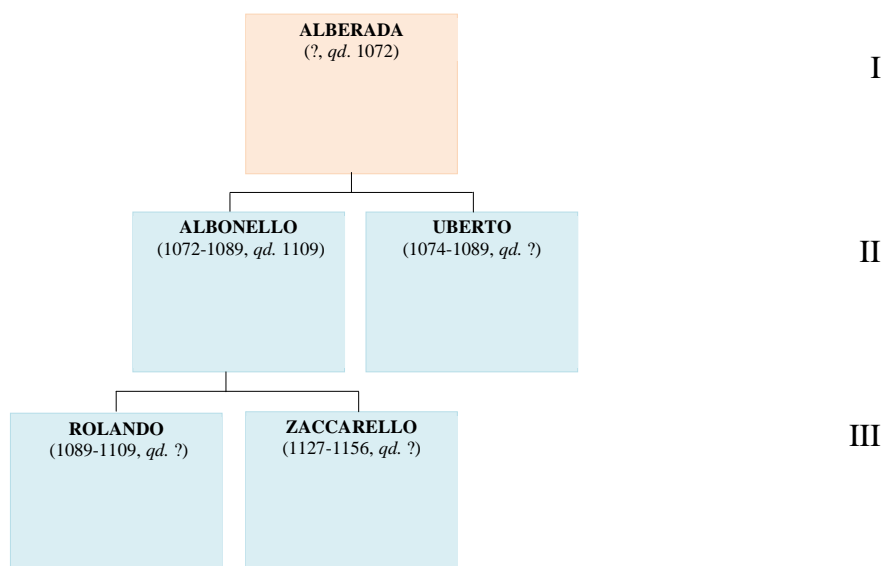 ALBERADA
(?, qd. 1072)
I
ALBONELLO
(1072-1089, qd. 1109)
UBERTO
(1074-1089, qd. ?)
II
ROLANDO
(1089-1109, qd. ?)
ZACCARELLO
(1127-1156, qd. ?)
III